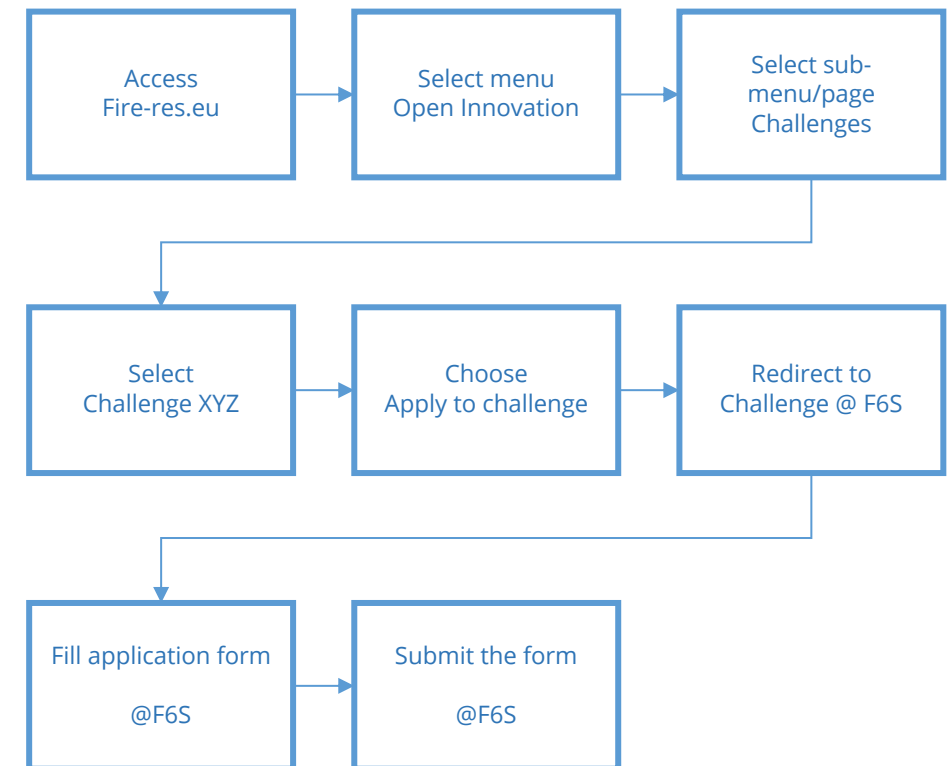 Access
Fire-res.eu
Select menu
Open Innovation
Select sub-
menu/page
Challenges
Select
Challenge XYZ
Choose
Apply to challenge
Redirect to
Challenge @ F6S
Fill application form
@F6S
Submit the form
@F6S